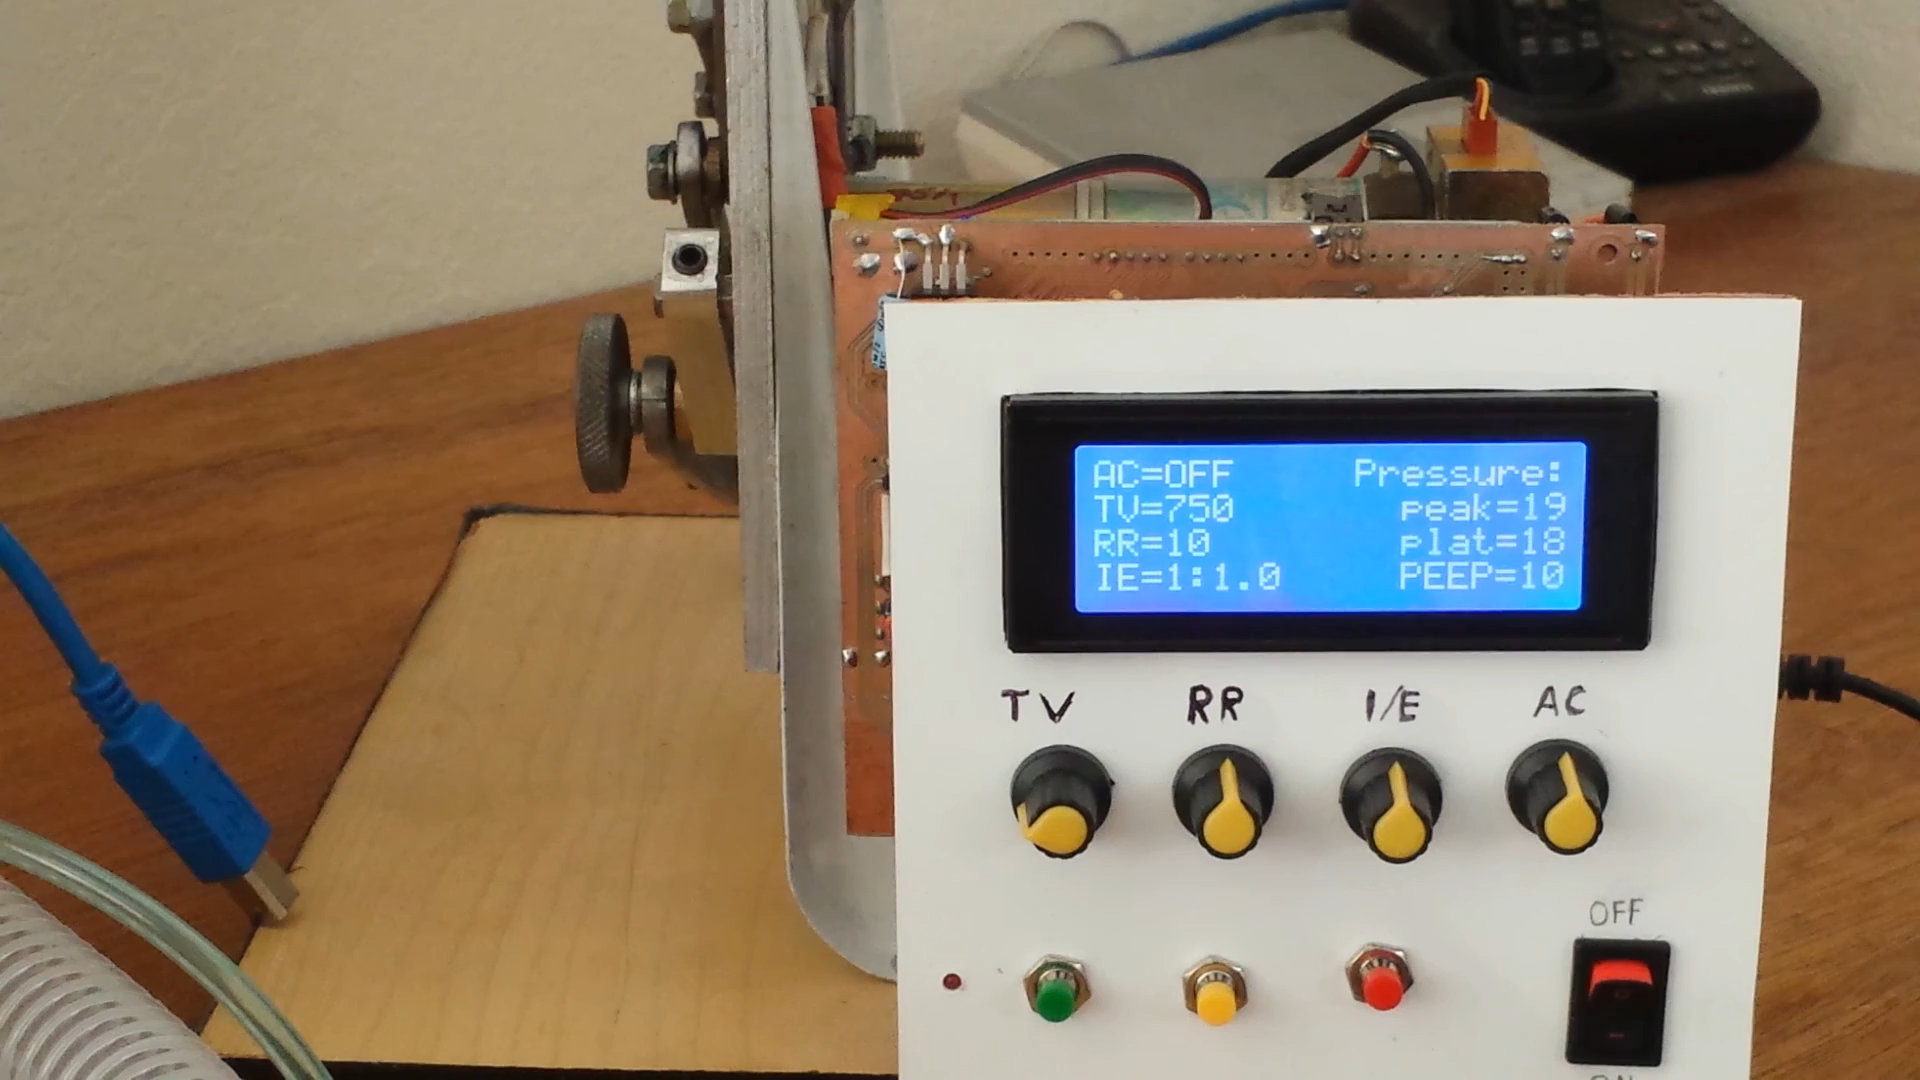 AC=OFF Pressure:
TV=750 peak=19
RR=10 plat=18
IE=1:1.0 PEEP=10
TV RR I/E AC
OFF